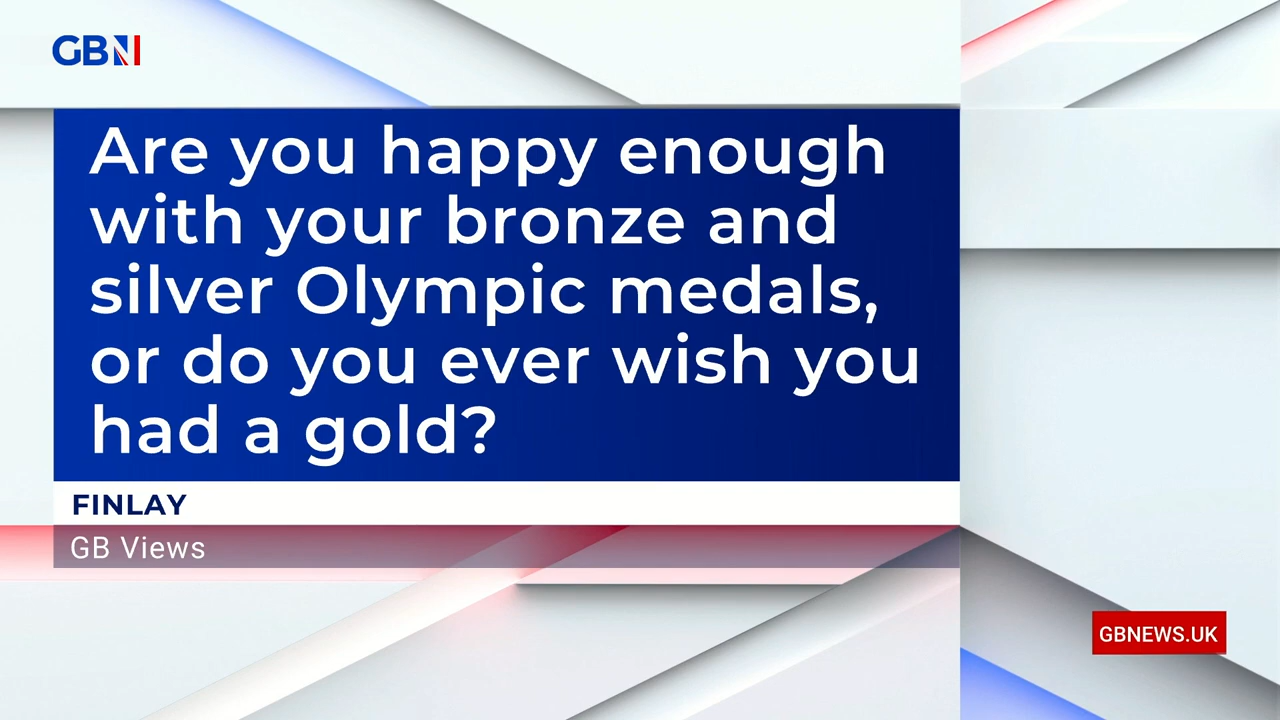 GBN
Are you happy enough
with your bronze and
silver Olympic medals,
or do you ever wish you
had a gold?
FINLAY
GB Views
GBNEWS.UK